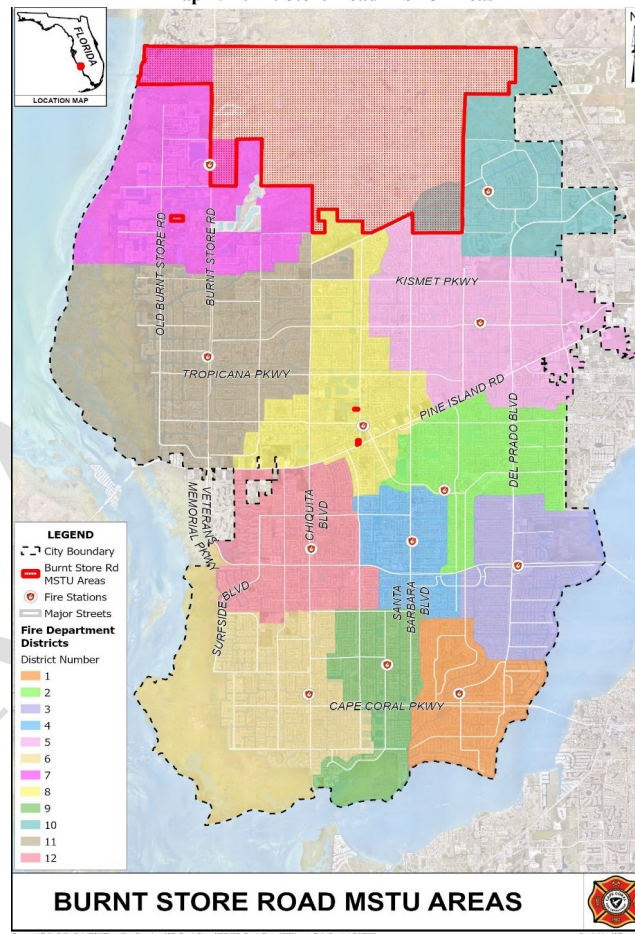 FLORIDA
LOCATION MAP
OLD BURNT STORE RD
BURNT STORE RD
KISMET PKWY
TROPICANA PKWY
PINE ISLAND RD
DEL PRADO BLVD
VETERANS
MEMORIAL PKWY
CHIQUITA
BLVD
SANTA
BARBARA
BLVD
SURFSIDE BLVD
CAPE CORAL PKWY
LEGEND
City Boundary
Burnt Store Rd
MSTU Areas
Fire Stations
Major Streets
Fire Department
Districts
District Number
1
2
3
4
5
6
7
8
9
10
11
12
BURNT STORE ROAD MSTU AREAS